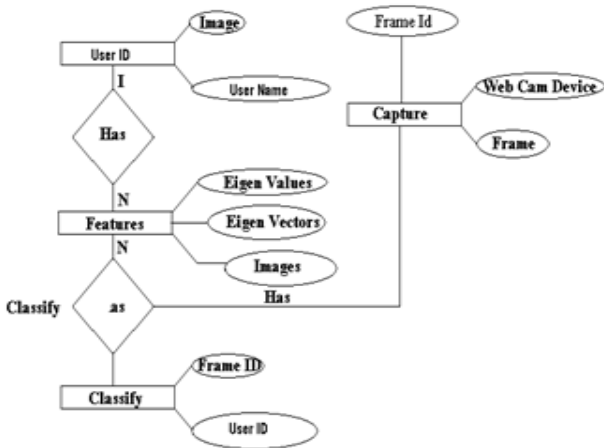 Image
User ID
I
User Name
Has
N
Features
Eigen Values
Eigen Vectors
Images
N
Classify
as
Has
Frame ID
Classify
User ID
Frame Id
Web Cam Device
Capture
Frame